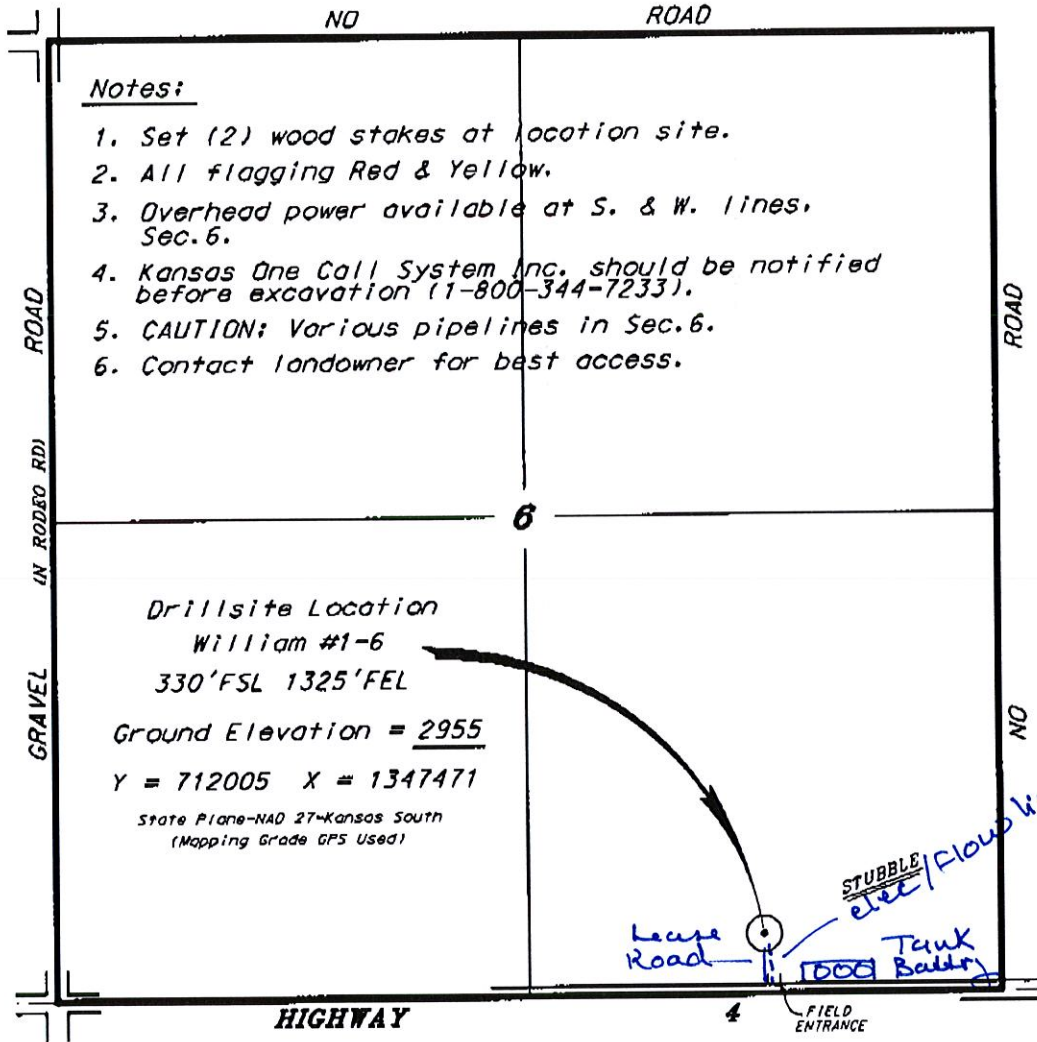 NO ROAD
Notes:
1. Set (2) wood stakes at location site.
2. All flagging Red & Yellow.
3. Overhead power available at S. & W. lines,
Sec.6.
4. Kansas One Call System Inc. should be notified
before excavation (1-800-344-7233).
5. CAUTION: Various pipelines in Sec.6.
6. Contact landowner for best access.
GRAVEL (N RODEO RD) ROAD
NO ROAD
6
Drillsite Location
William #1-6
330'FSL 1325'FEL
Ground Elevation = 2955
Y = 712005 X = 1347471
State Plane-NAD 27-Kansas South
(Mapping Grade GPS Used)
STUBBLE
elec/Flow li
Lease
Road
Tank
Battry
HIGHWAY 4
FIELD
ENTRANCE